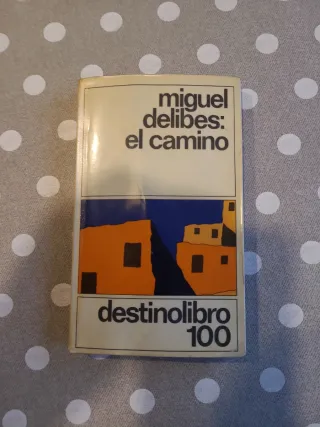 miguel
delibes:
el camino
destinolibro
100